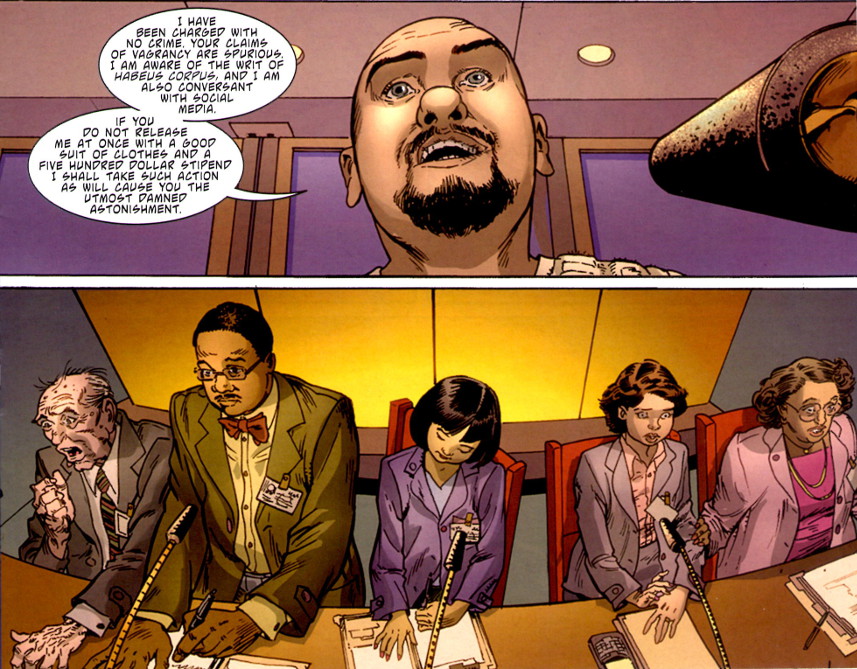 I HAVE
BEEN CHARGED WITH
NO CRIME. YOUR CLAIMS
OF VAGRANCY ARE SPURIOUS.
I AM AWARE OF THE WRIT OF
HABEUS CORPUS, AND I AM
ALSO CONVERSANT
WITH SOCIAL
MEDIA.
IF YOU
DO NOT RELEASE
ME AT ONCE WITH A GOOD
SUIT OF CLOTHES AND A
FIVE HUNDRED DOLLAR STIPEND
I SHALL TAKE SUCH ACTION
AS WILL CAUSE YOU THE
UTMOST DAMNED
ASTONISHMENT.